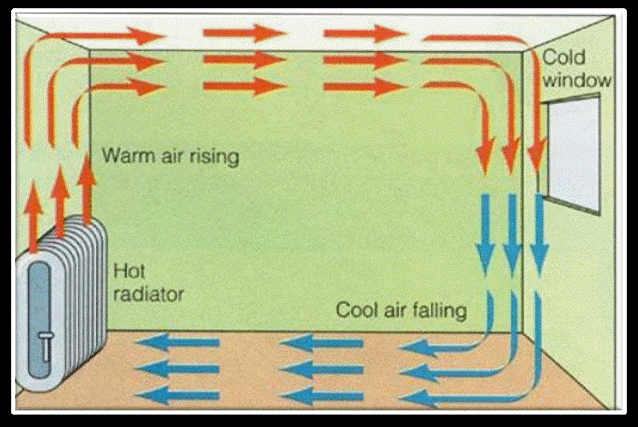 Cold
window
Warm air rising
Hot
radiator
Cool air falling